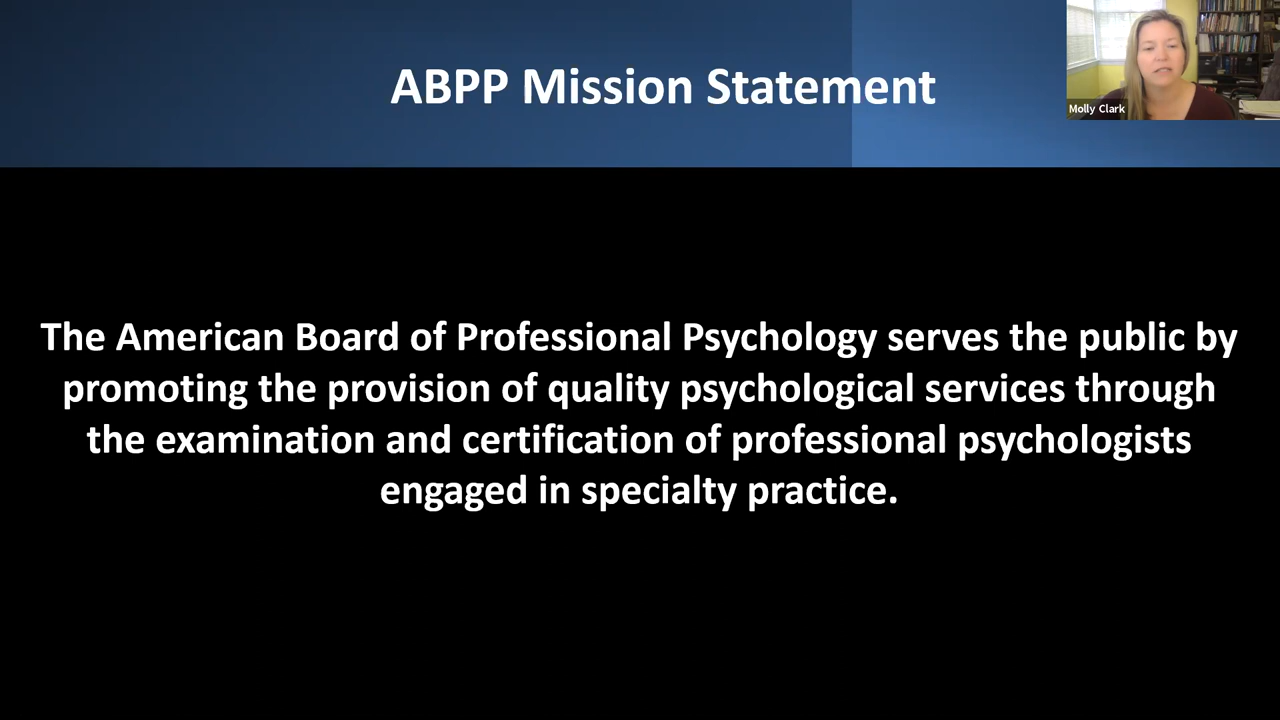 ABPP Mission Statement
Molly Clark
The American Board of Professional Psychology serves the public by
promoting the provision of quality psychological services through
the examination and certification of professional psychologists
engaged in specialty practice.